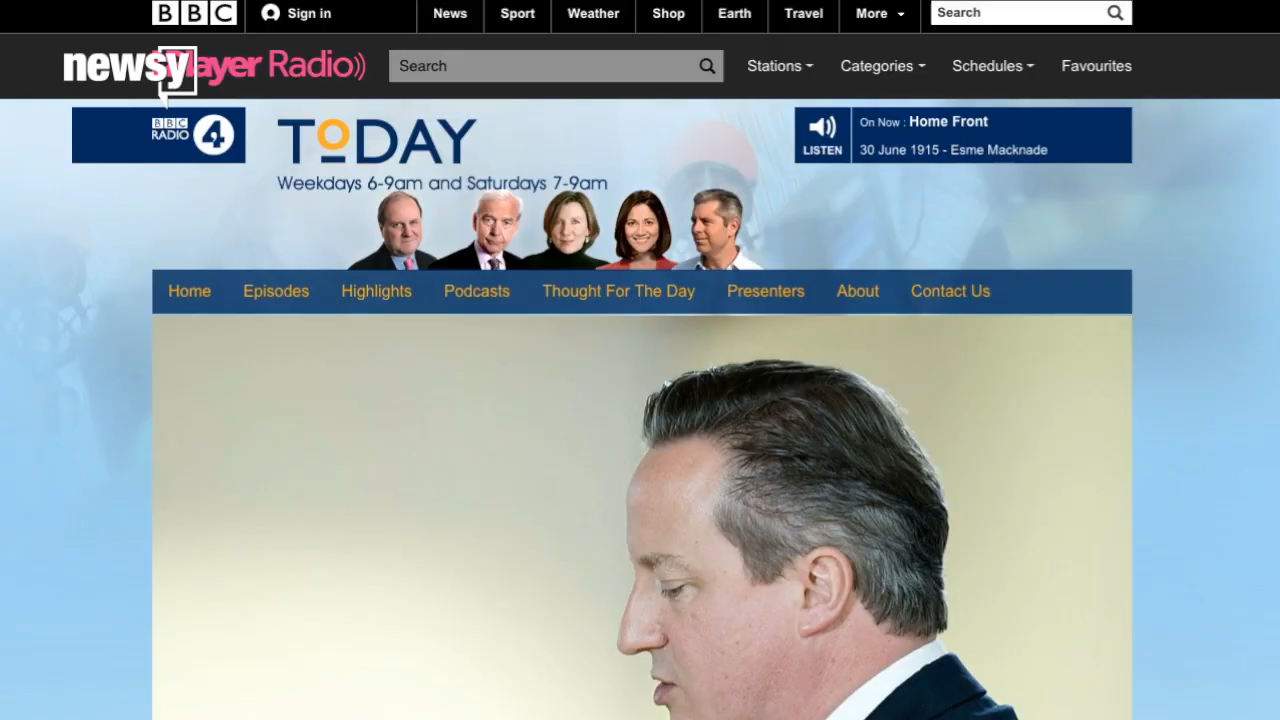 BBC Sign in News Sport Weather Shop Earth Travel More Search
newsy Player Radio Search Stations Categories Schedules Favourites
BBC RADIO 4
TODAY
Weekdays 6-9am and Saturdays 7-9am
LISTEN
On Now : Home Front
30 June 1915 - Esme Macknade
Home Episodes Highlights Podcasts Thought For The Day Presenters About Contact Us